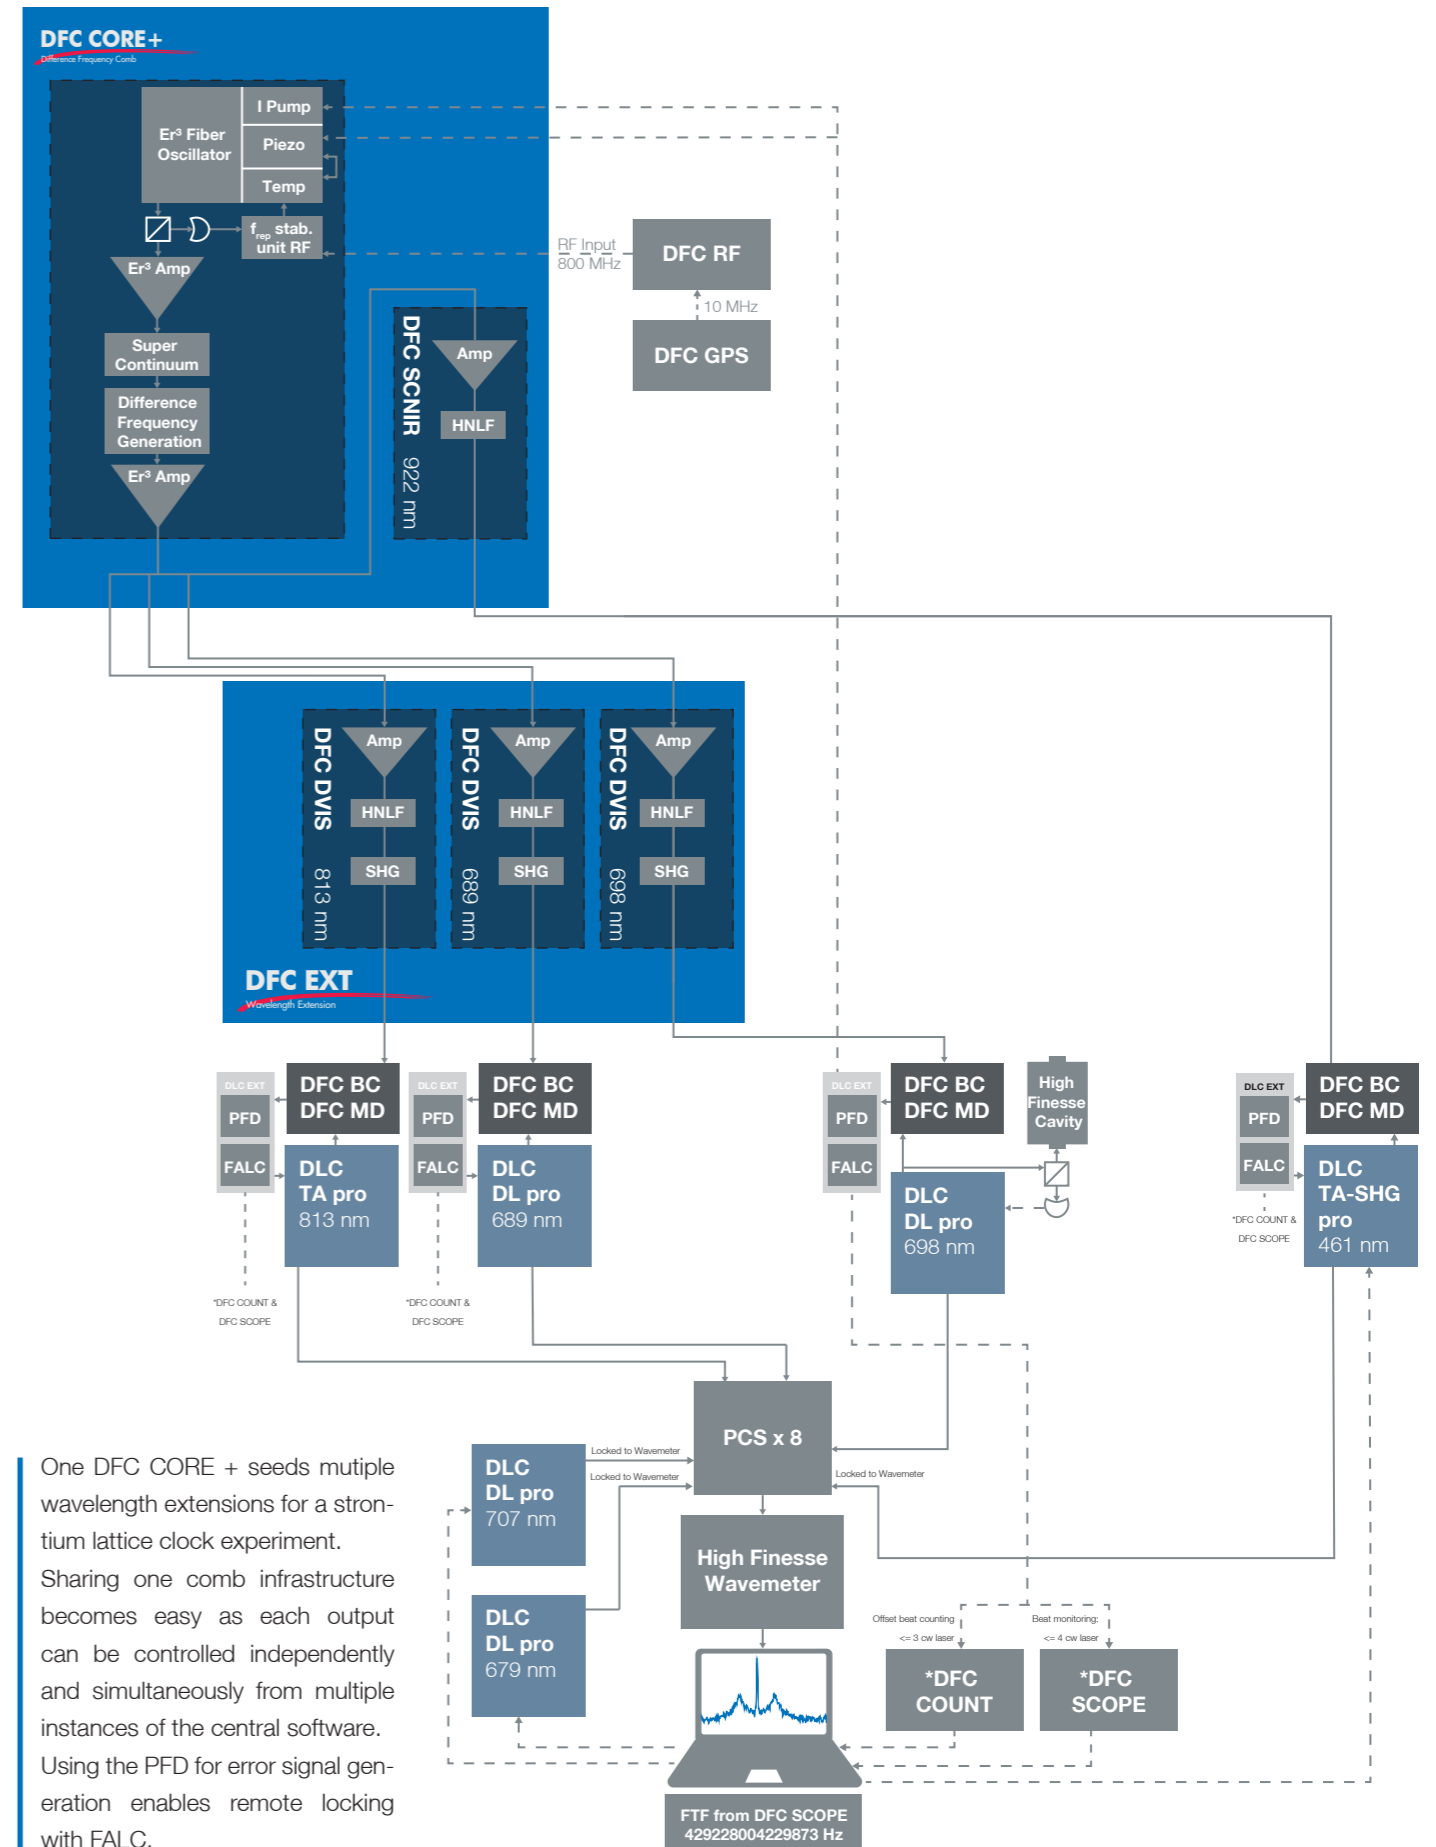 DFC CORE+
Difference Frequency Comb
I Pump
Er³ Fiber
Oscillator
Piezo
Temp
f rep stab.
unit RF
Er³ Amp
Super
Continuum
Difference
Frequency
Generation
Er³ Amp
DFC SCNIR 922 nm
Amp
HNLF
RF Input
800 MHz
DFC RF
10 MHz
DFC GPS
DFC DVIS 813 nm
Amp
HNLF
SHG
DFC DVIS 689 nm
Amp
HNLF
SHG
DFC DVIS 698 nm
Amp
HNLF
SHG
DFC EXT
Wavelength Extension
DLC EXT
PFD
FALC
DFC BC
DFC MD
DLC
TA pro
813 nm
*DFC COUNT &
DFC SCOPE
DLC EXT
PFD
FALC
DFC BC
DFC MD
DLC
DL pro
689 nm
*DFC COUNT &
DFC SCOPE
DLC EXT
PFD
FALC
DFC BC
DFC MD
DLC
DL pro
698 nm
High
Finesse
Cavity
DLC EXT
PFD
FALC
DFC BC
DFC MD
DLC
TA-SHG
pro
461 nm
*DFC COUNT &
DFC SCOPE
PCS x 8
Locked to Wavemeter
Locked to Wavemeter
Locked to Wavemeter
DLC
DL pro
707 nm
High Finesse
Wavemeter
DLC
DL pro
679 nm
Offset beat counting
<= 3 cw laser
Beat monitoring:
<= 4 cw laser
*DFC
COUNT
*DFC
SCOPE
FTF from DFC SCOPE
429228004229873 Hz
One DFC CORE + seeds mutiple
wavelength extensions for a stron-
tium lattice clock experiment.
Sharing one comb infrastructure
becomes easy as each output
can be controlled independently
and simultaneously from multiple
instances of the central software.
Using the PFD for error signal gen-
eration enables remote locking
with FALC.